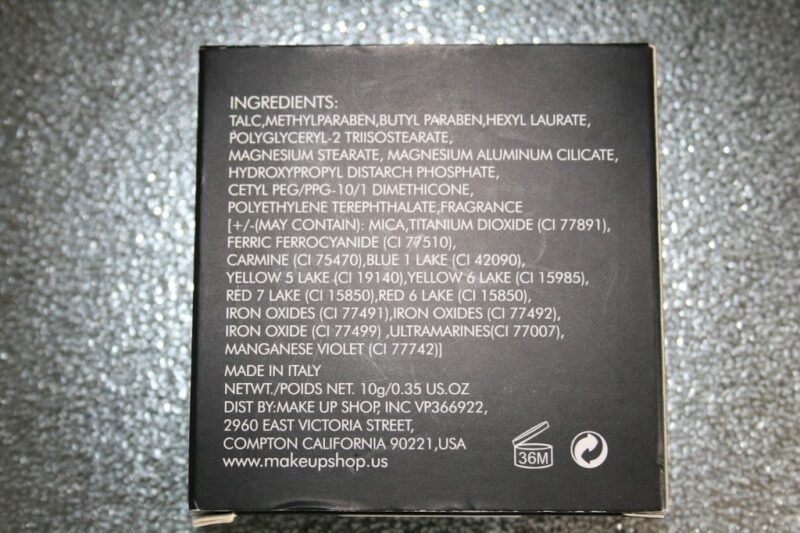 INGREDIENTS:
TALC,METHYLPARABEN,BUTYL PARABEN,HEXYL LAURATE,
POLYGLYCERYL-2 TRIISOSTEARATE,
MAGNESIUM STEARATE, MAGNESIUM ALUMINUM CILICATE,
HYDROXYPROPYL DISTARCH PHOSPHATE,
CETYL PEG/PPG-10/1 DIMETHICONE,
POLYETHYLENE TEREPHTHALATE,FRAGRANCE
[+/-(MAY CONTAIN): MICA,TITANIUM DIOXIDE (CI 77891),
FERRIC FERROCYANIDE (CI 77510),
CARMINE (CI 75470),BLUE 1 LAKE (CI 42090),
YELLOW 5 LAKE (CI 19140),YELLOW 6 LAKE (CI 15985),
RED 7 LAKE (CI 15850),RED 6 LAKE (CI 15850),
IRON OXIDES (CI 77491),IRON OXIDES (CI 77492),
IRON OXIDE (CI 77499) ,ULTRAMARINES(CI 77007),
MANGANESE VIOLET (CI 77742)]
MADE IN ITALY
NETWT./POIDS NET. 10g/0.35 US.OZ
DIST BY:MAKE UP SHOP, INC VP366922,
2960 EAST VICTORIA STREET,
COMPTON CALIFORNIA 90221,USA
www.makeupshop.us
36M